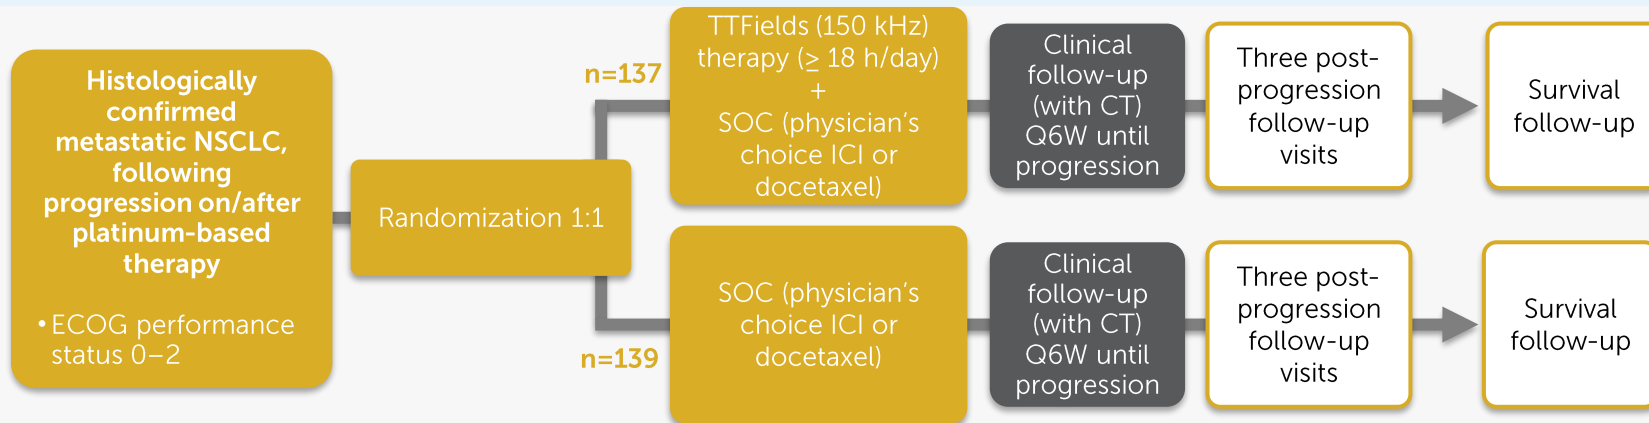 Histologically
confirmed
metastatic NSCLC,
following
progression on/after
platinum-based
therapy
• ECOG performance
status 0–2
Randomization 1:1
n=137
TTFields (150 kHz)
therapy (≥ 18 h/day)
+
SOC (physician's
choice ICI or
docetaxel)
Clinical
follow-up
(with CT)
Q6W until
progression
Three post-
progression
follow-up
visits
Survival
follow-up
n=139
SOC (physician's
choice ICI or
docetaxel)
Clinical
follow-up
(with CT)
Q6W until
progression
Three post-
progression
follow-up
visits
Survival
follow-up